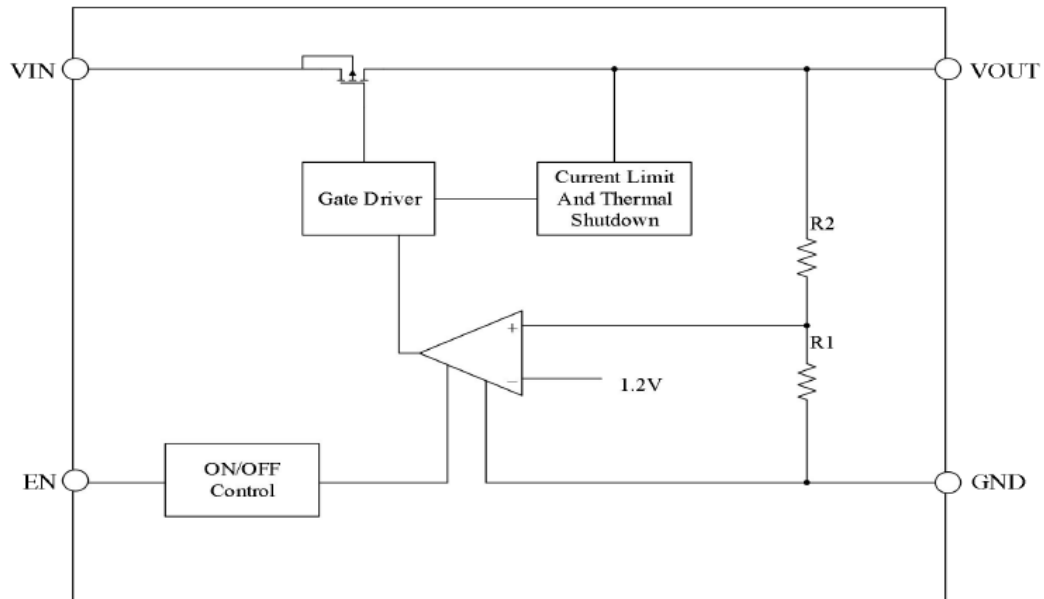 VIN
VOUT
Gate Driver
Current Limit
And Thermal
Shutdown
R2
+
R1
−
1.2V
EN
ON/OFF
Control
GND